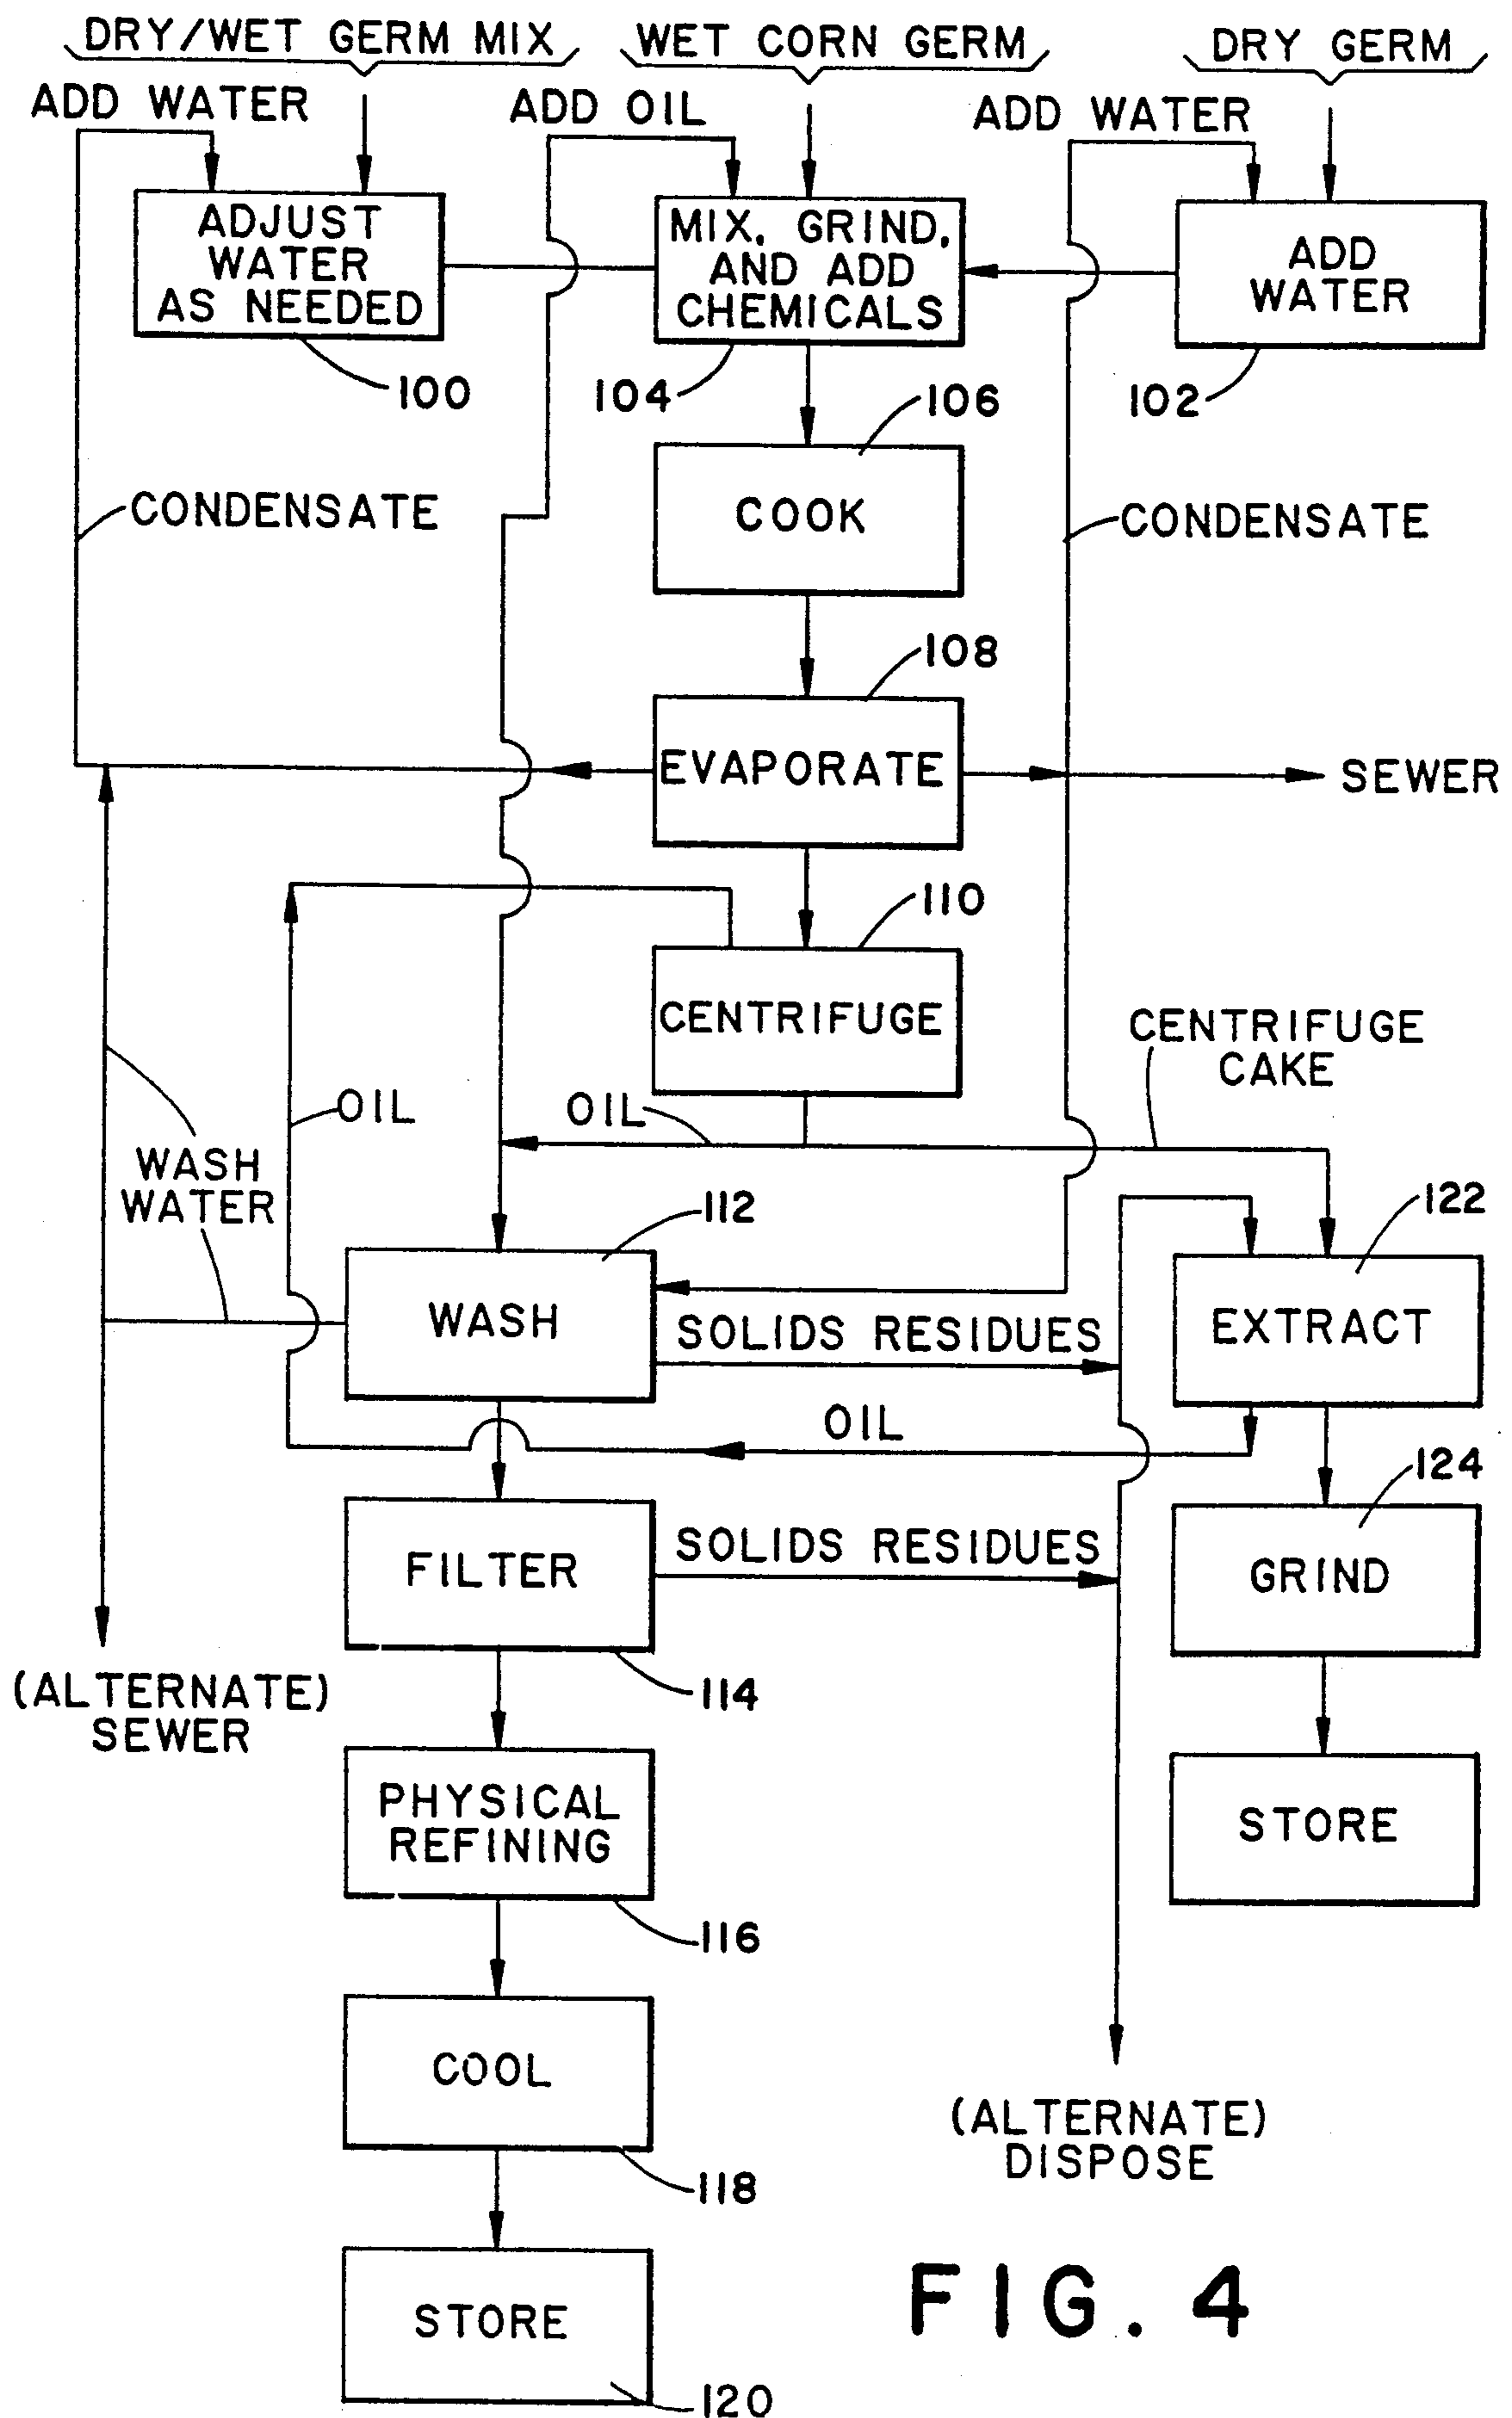 DRY/WET GERM MIX
WET CORN GERM
DRY GERM
ADD WATER
ADD OIL
ADD WATER
ADJUST
WATER
AS NEEDED
MIX, GRIND,
AND ADD
CHEMICALS
ADD
WATER
100
104
102
106
CONDENSATE
COOK
CONDENSATE
108
EVAPORATE
SEWER
110
CENTRIFUGE
CENTRIFUGE
CAKE
OIL
OIL
WASH
WATER
112
122
WASH
SOLIDS RESIDUES
EXTRACT
OIL
124
FILTER
SOLIDS RESIDUES
GRIND
114
(ALTERNATE)
SEWER
PHYSICAL
REFINING
STORE
116
COOL
(ALTERNATE)
DISPOSE
118
STORE
FIG. 4
120